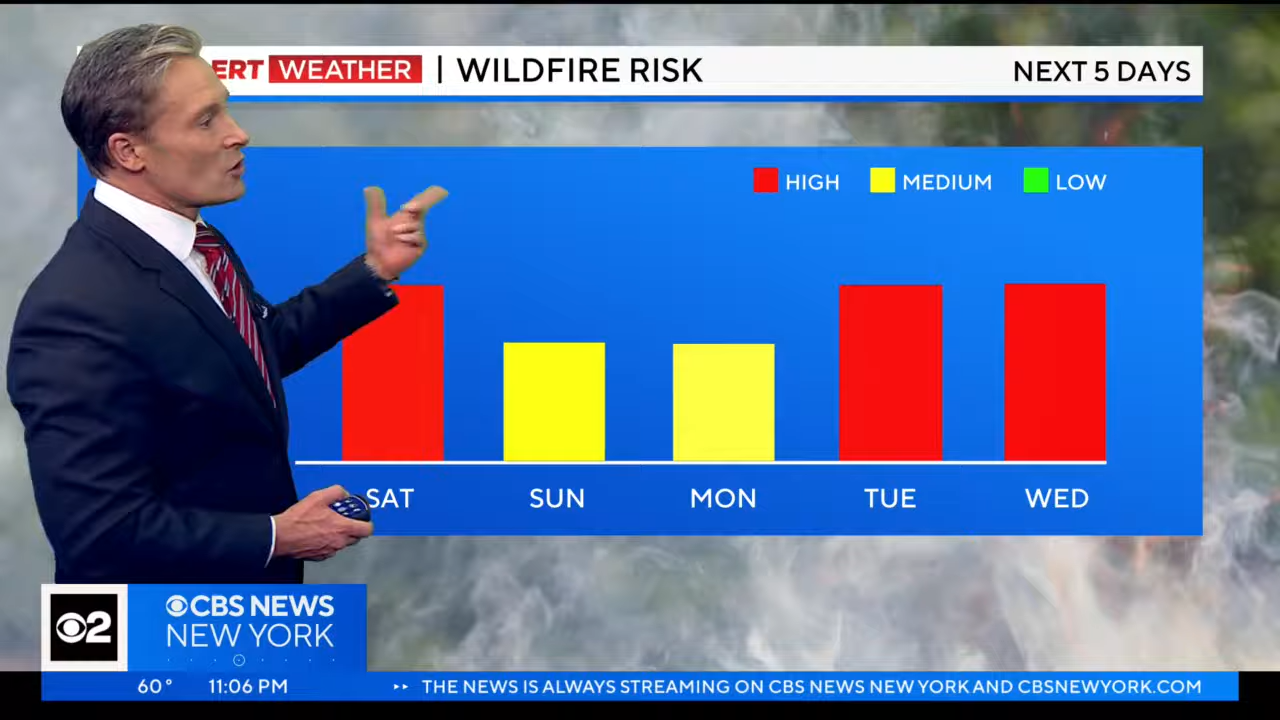 ERT WEATHER | WILDFIRE RISK NEXT 5 DAYS
HIGH MEDIUM LOW
SAT SUN MON TUE WED
2 CBS NEWS
NEW YORK
60° 11:06 PM THE NEWS IS ALWAYS STREAMING ON CBS NEWS NEW YORK AND CBSNEWYORK.COM